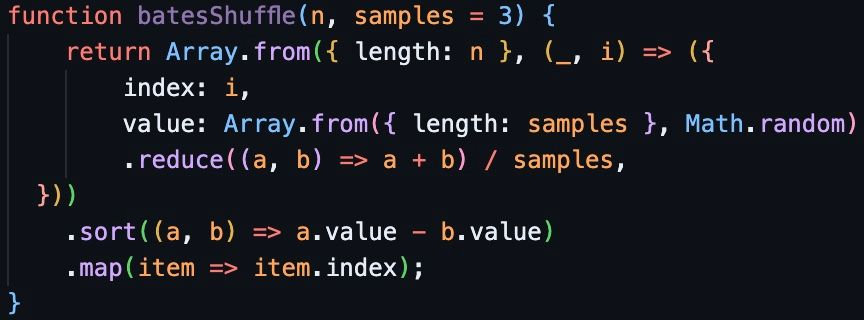 function batesShuffle(n, samples = 3) {
    return Array.from({ length: n }, (_, i) => ({
        index: i,
        value: Array.from({ length: samples }, Math.random)
        .reduce((a, b) => a + b) / samples,
  }))
    .sort((a, b) => a.value - b.value)
    .map(item => item.index);
}